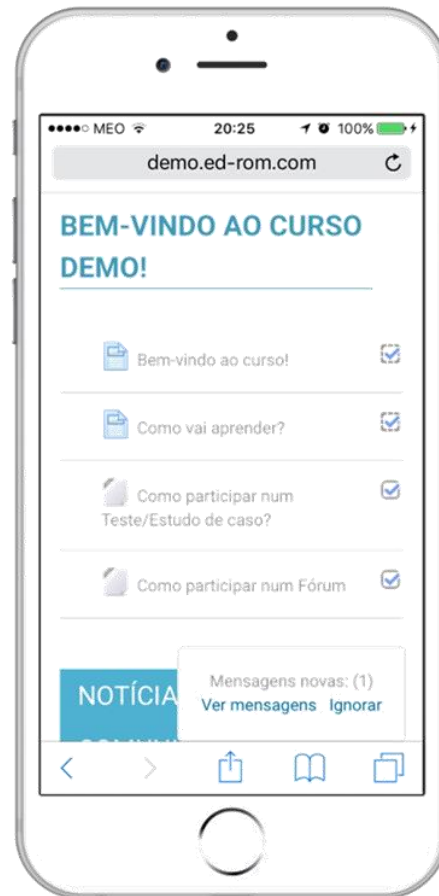 MEO 20:25 100%
demo.ed-rom.com
BEM-VINDO AO CURSO
DEMO!
Bem-vindo ao curso!
Como vai aprender?
Como participar num
Teste/Estudo de caso?
Como participar num Fórum
Mensagens novas: (1)
NOTÍCIA
Ver mensagens Ignorar